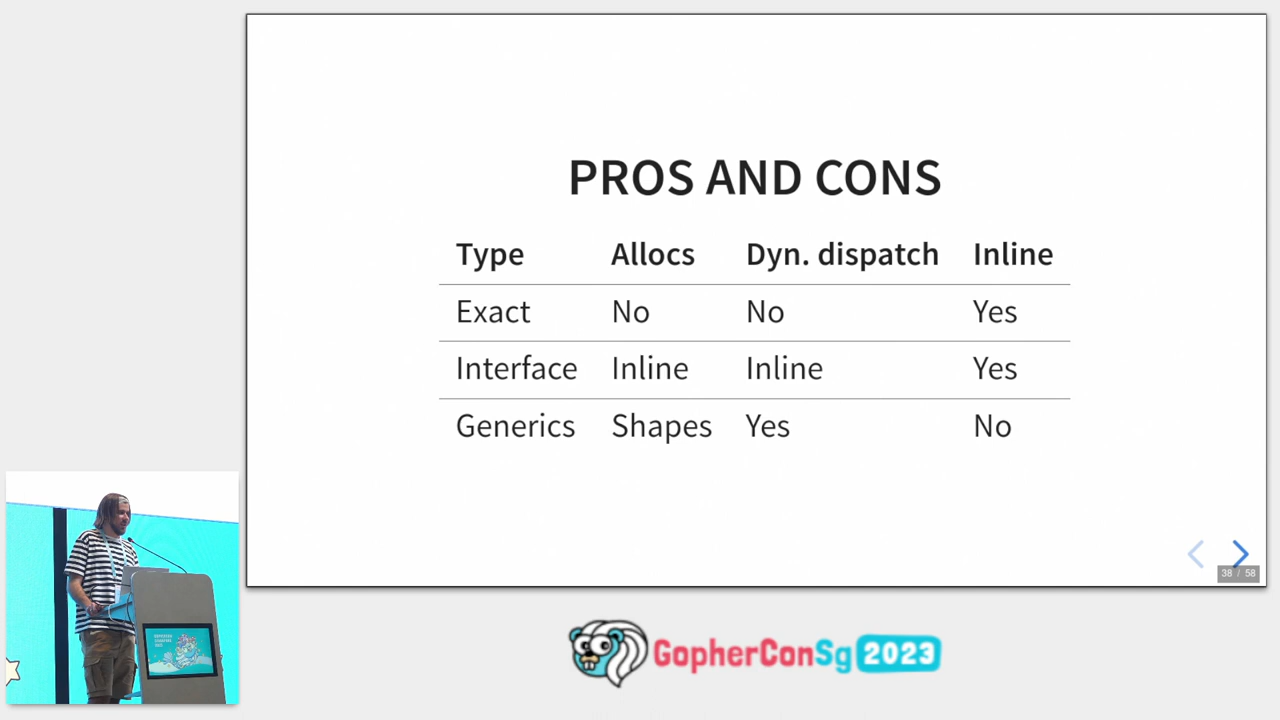 PROS AND CONS
Type Allocs Dyn. dispatch Inline
Exact No No Yes
Interface Inline Inline Yes
Generics Shapes Yes No
38 / 58
GopherConSg 2023